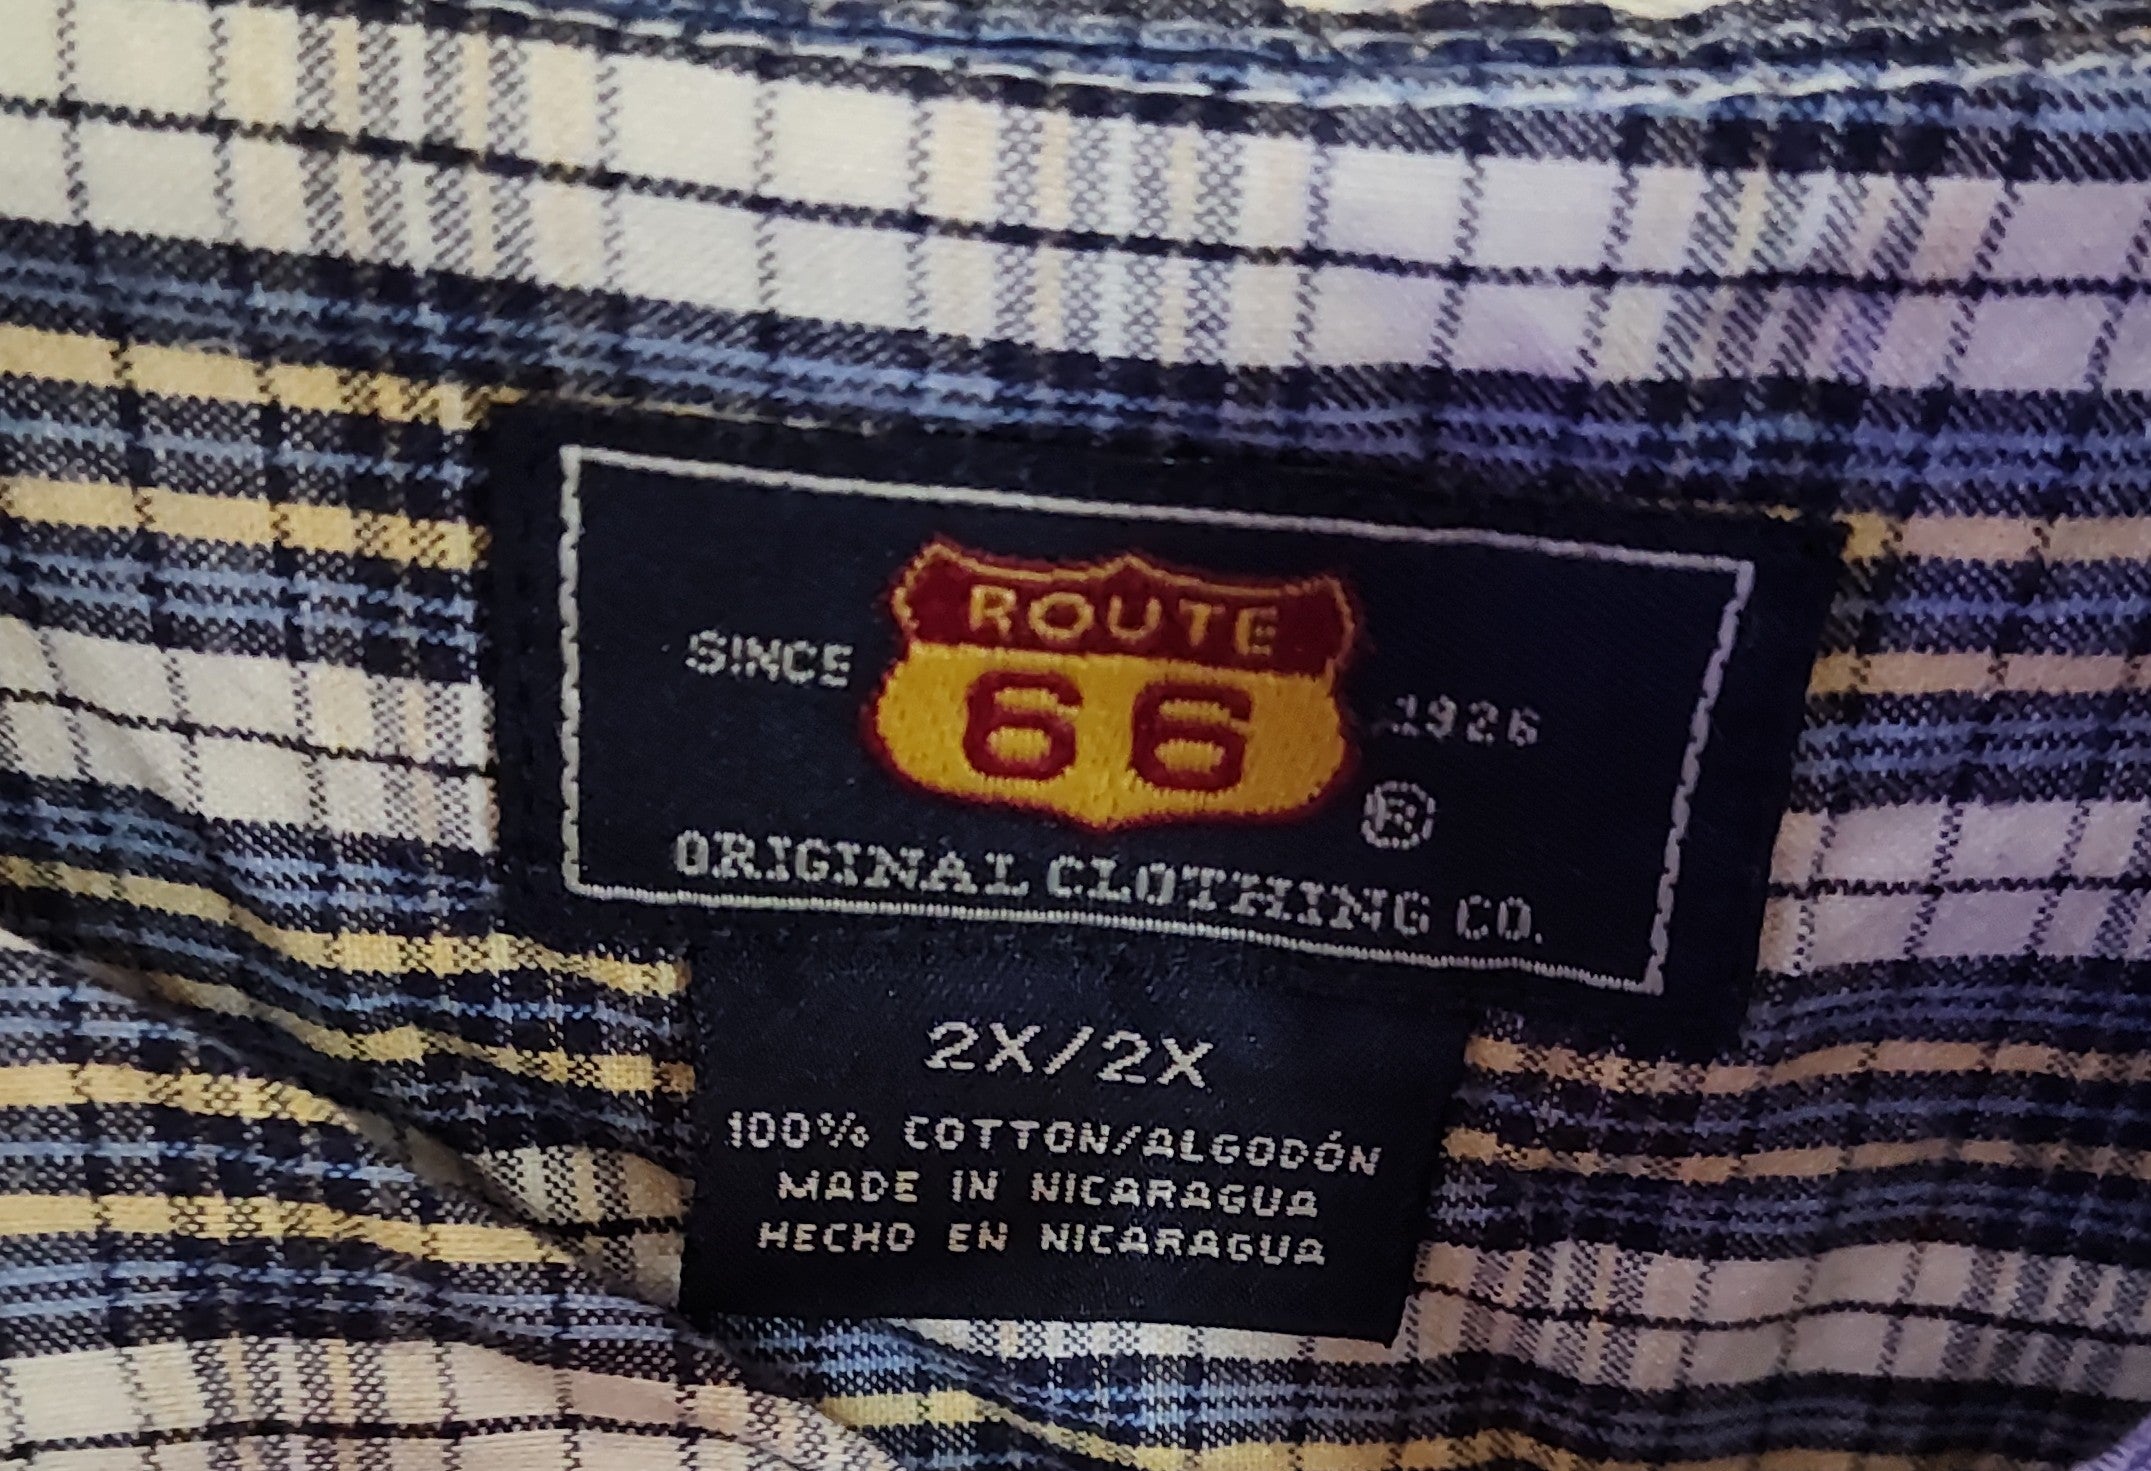 ROUTE
SINCE 66 1926
®
ORIGINAL CLOTHING CO.
2X/2X
100% COTTON/ALGODÓN
MADE IN NICARAGUA
HECHO EN NICARAGUA